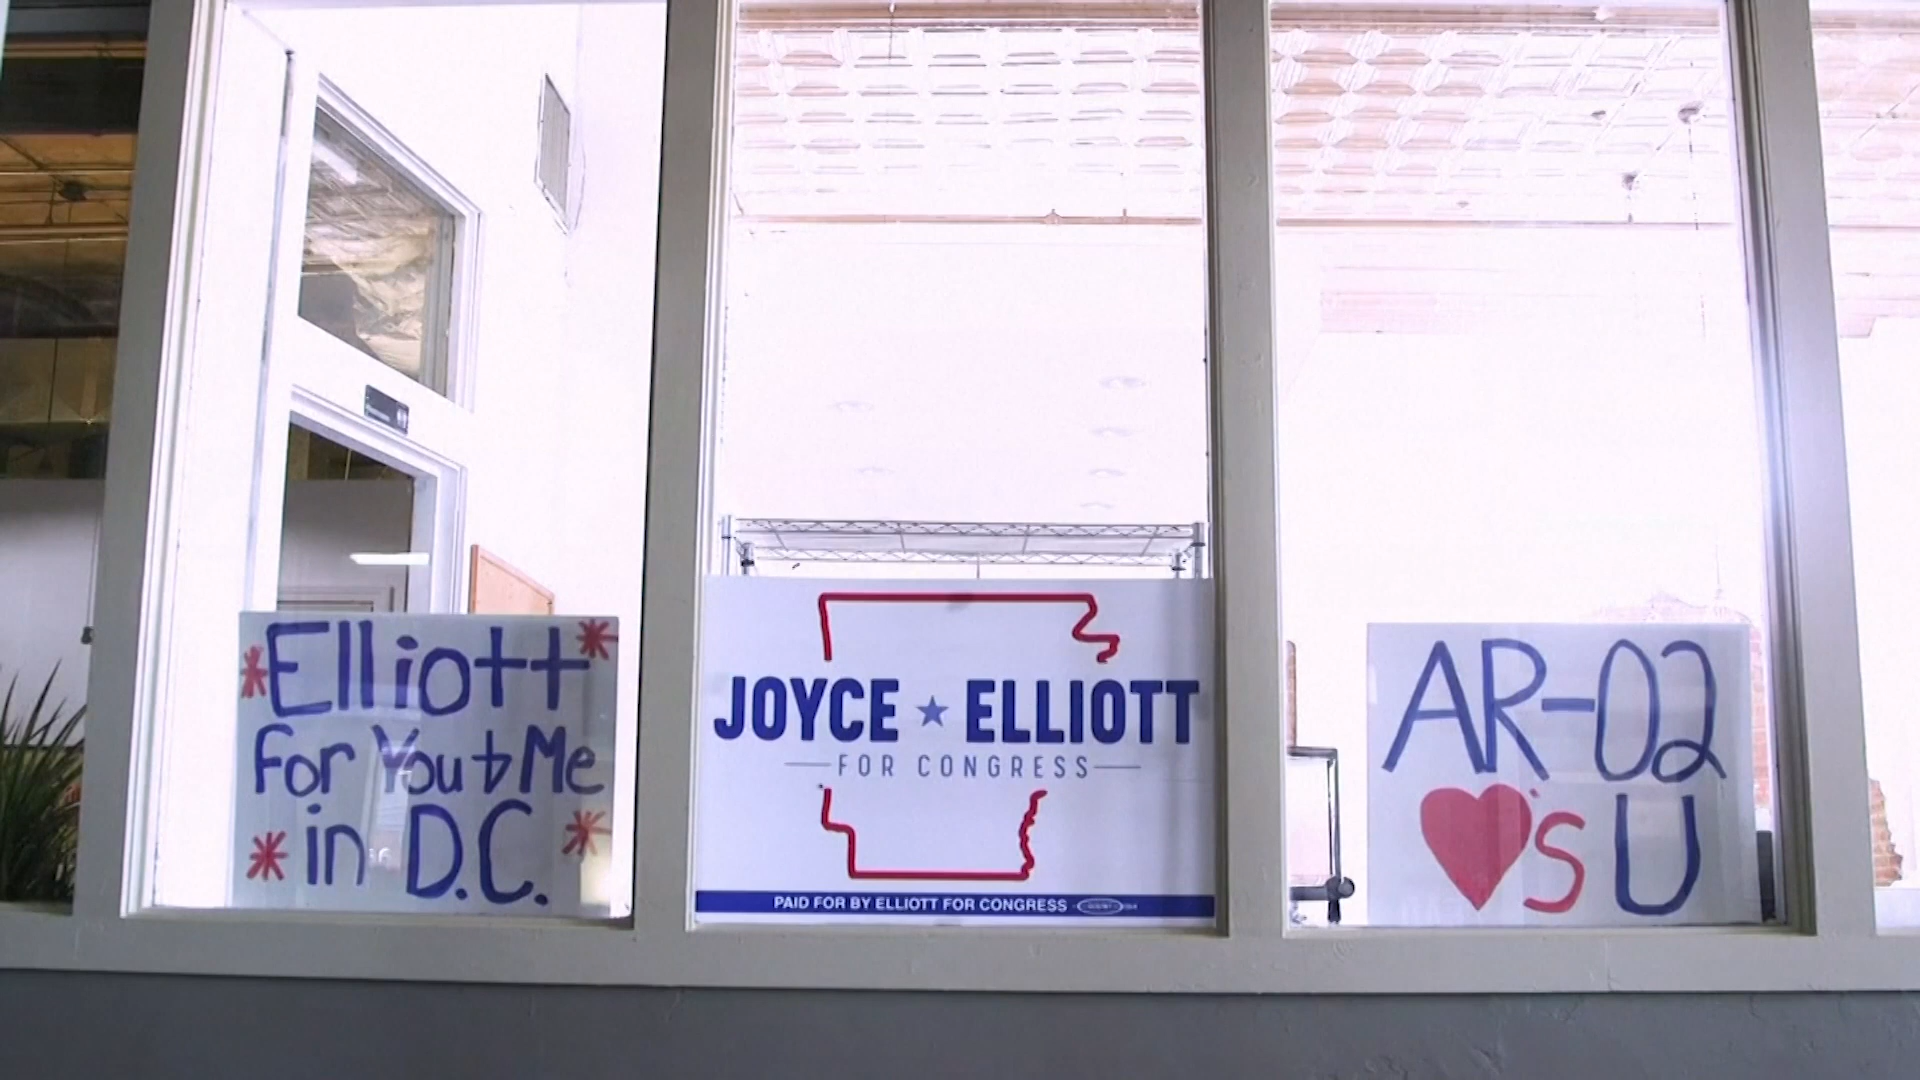 Elliott
For You & Me
in D.C.
JOYCE ★ ELLIOTT
FOR CONGRESS
PAID FOR BY ELLIOTT FOR CONGRESS
AR-02
♥'S U